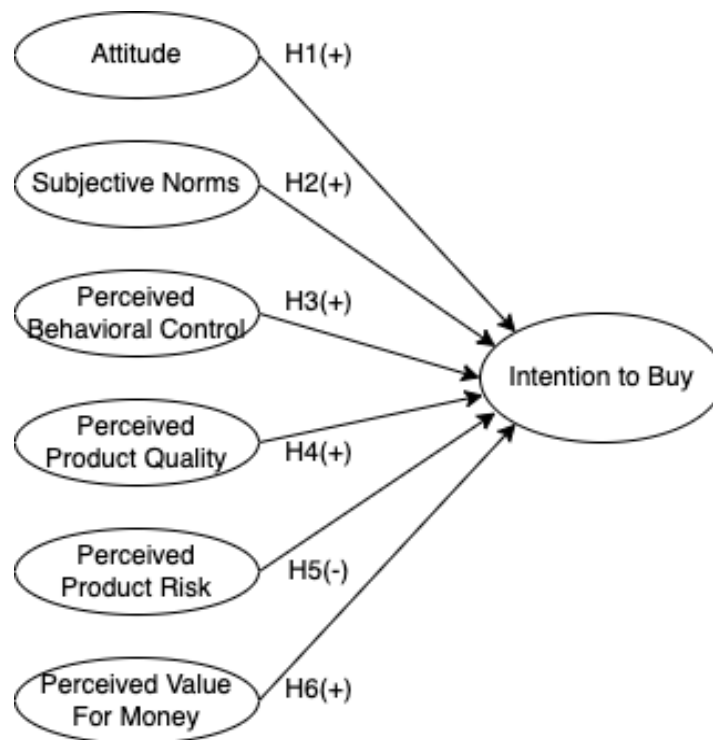 Attitude
H1(+)
Subjective Norms
H2(+)
Perceived
Behavioral Control
H3(+)
Intention to Buy
Perceived
Product Quality
H4(+)
Perceived
Product Risk
H5(-)
Perceived Value
For Money
H6(+)